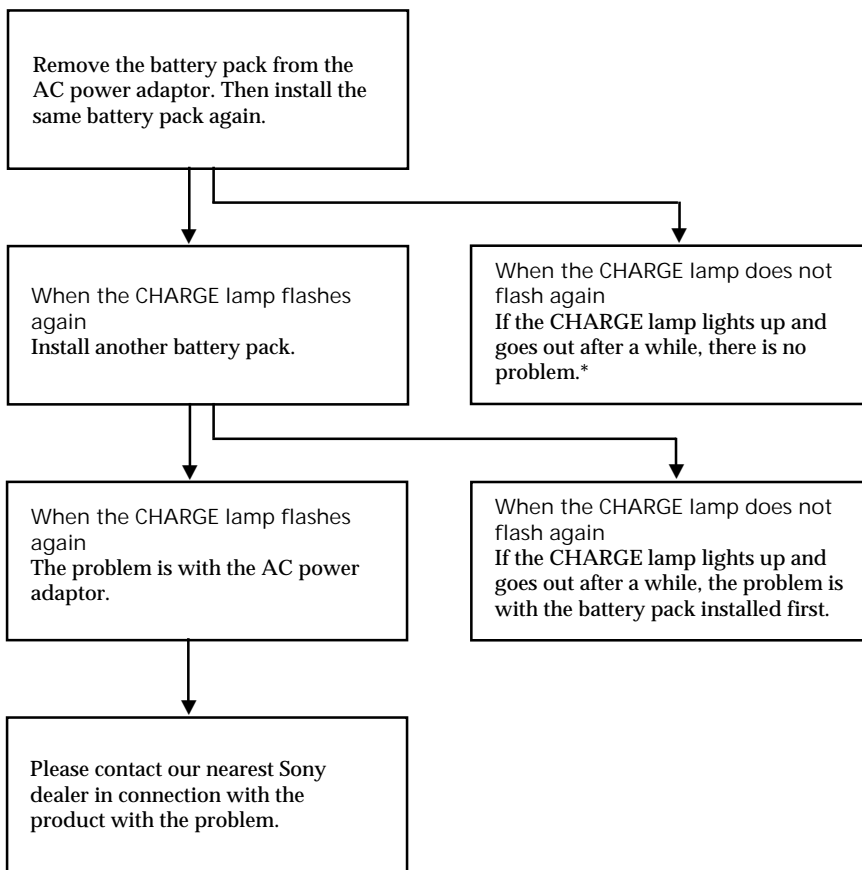 Remove the battery pack from the
AC power adaptor. Then install the
same battery pack again.
When the CHARGE lamp flashes
again
Install another battery pack.
When the CHARGE lamp does not
flash again
If the CHARGE lamp lights up and
goes out after a while, there is no
problem.*
When the CHARGE lamp flashes
again
The problem is with the AC power
adaptor.
When the CHARGE lamp does not
flash again
If the CHARGE lamp lights up and
goes out after a while, the problem is
with the battery pack installed first.
Please contact our nearest Sony
dealer in connection with the
product with the problem.